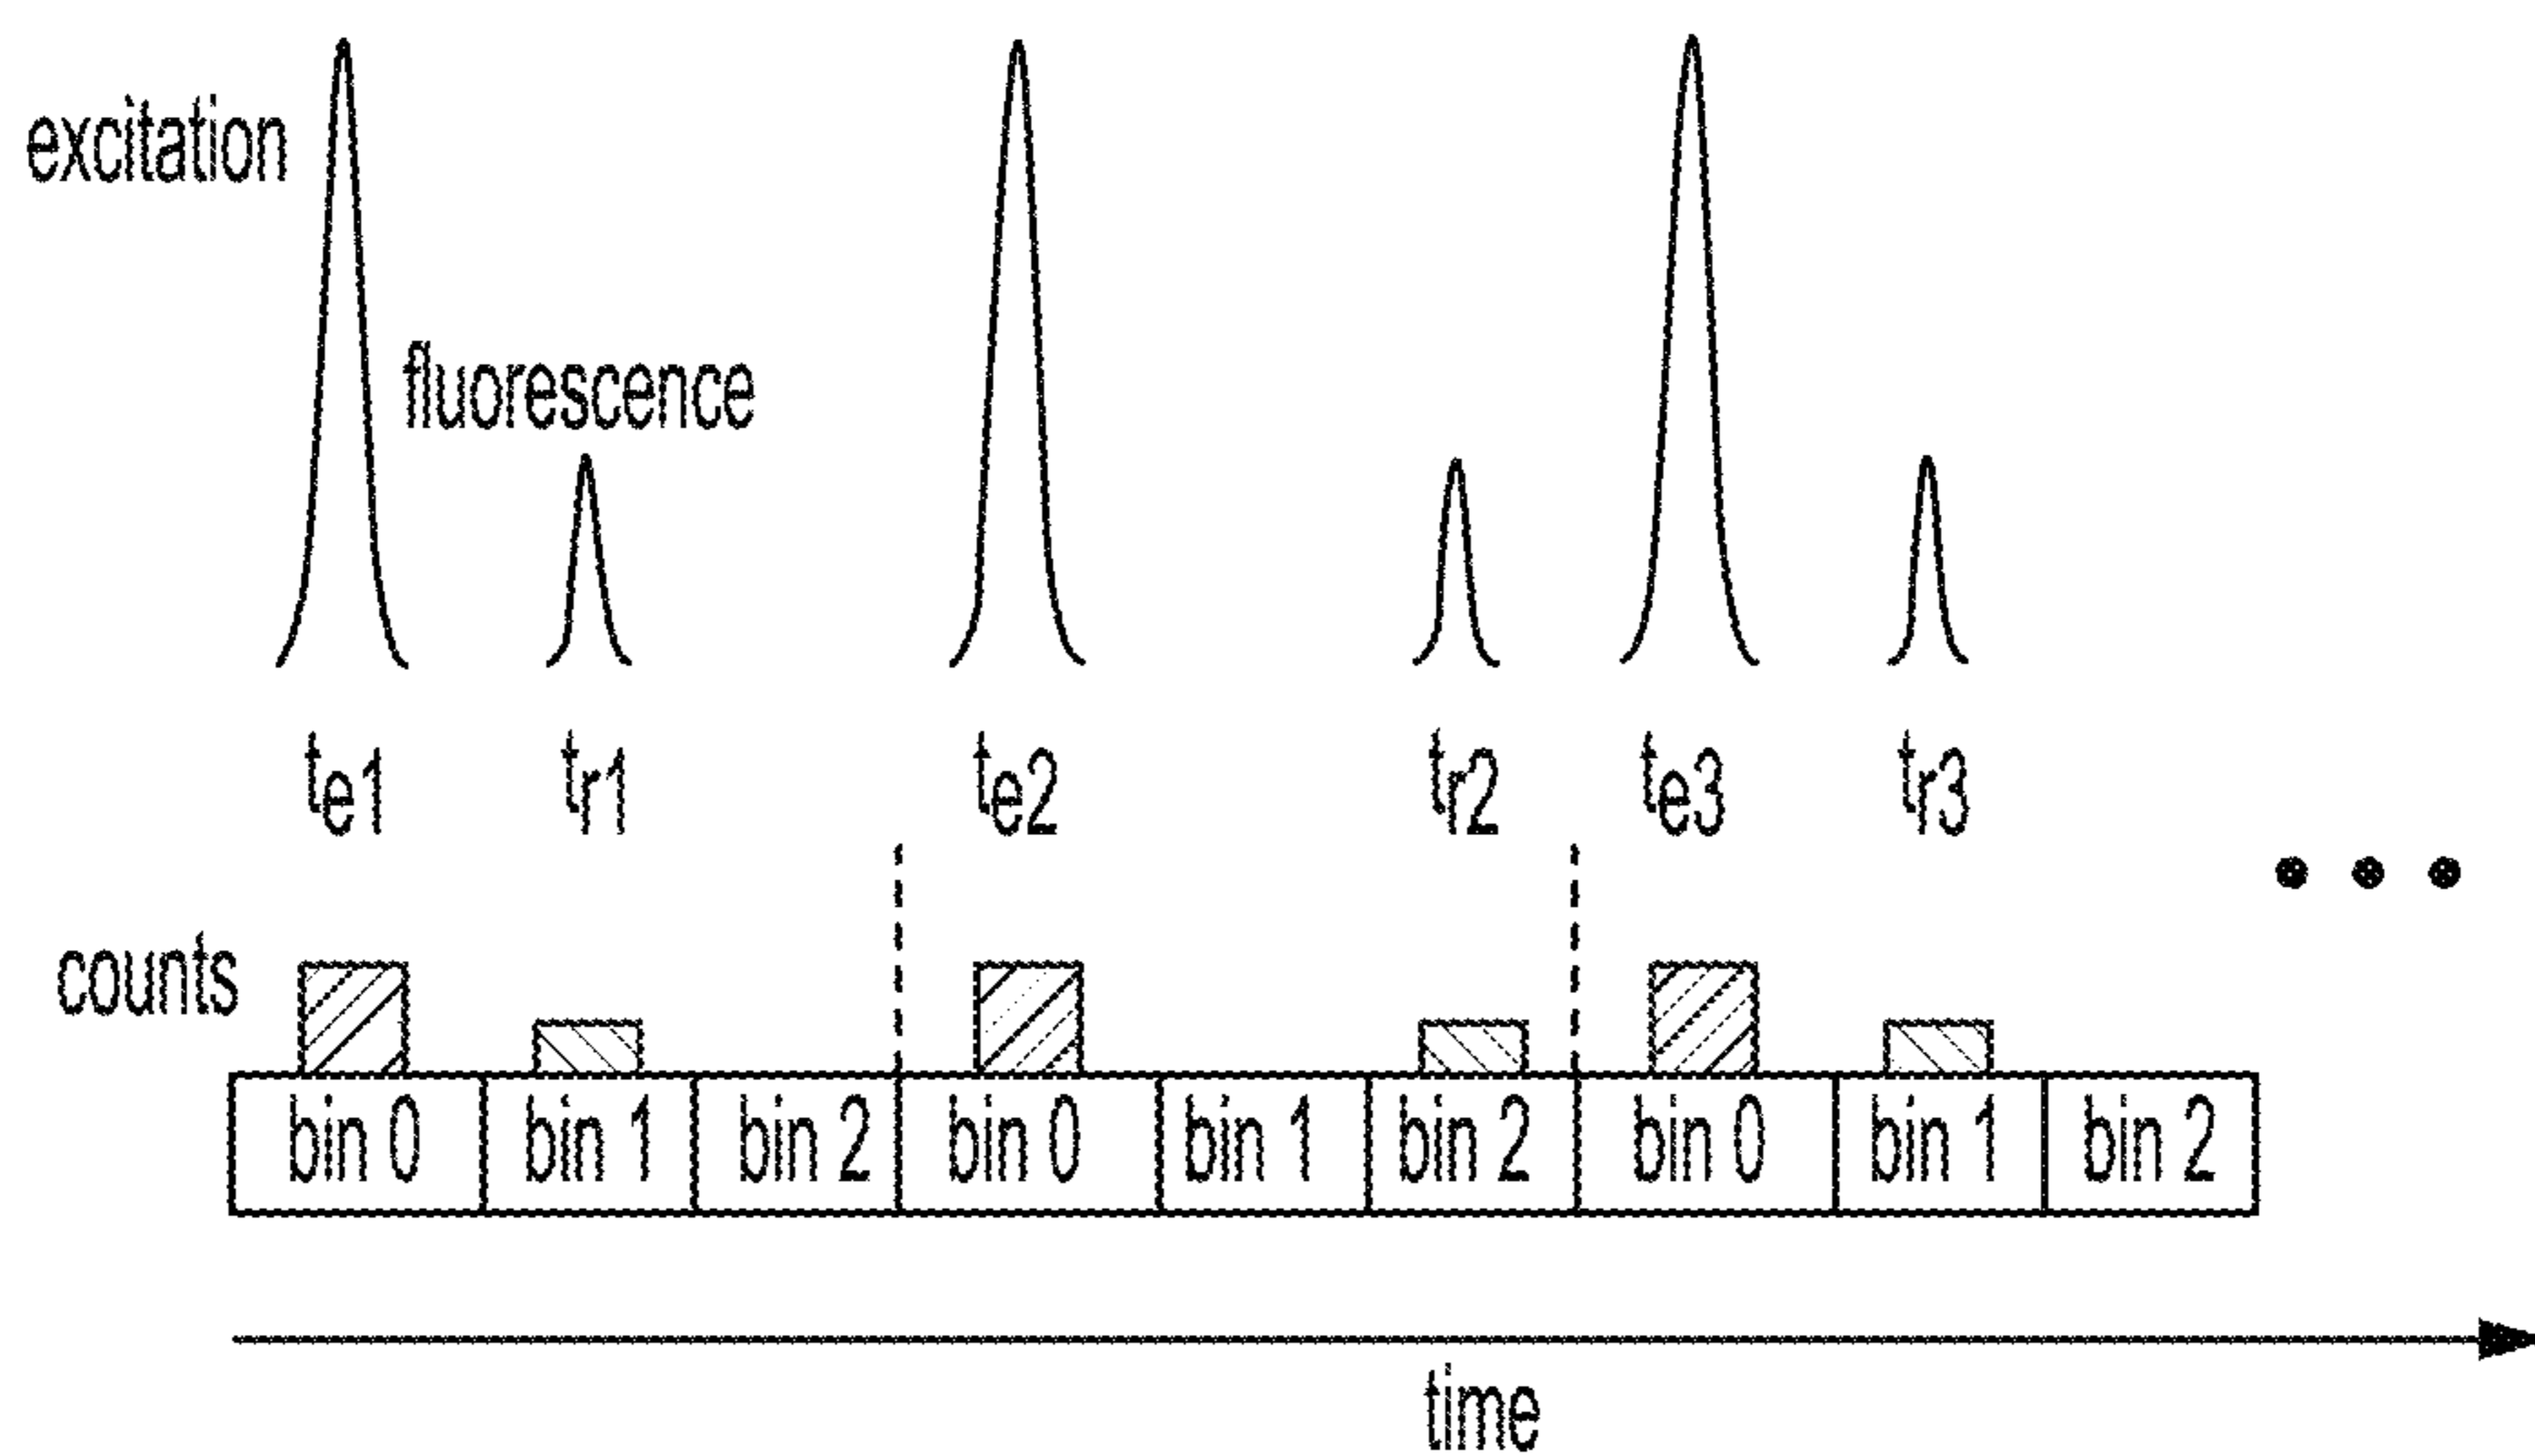 excitation
fluorescence
te1 tr1 te2 tr2 te3 tr3
counts
bin 0 bin 1 bin 2 bin 0 bin 1 bin 2 bin 0 bin 1 bin 2
time